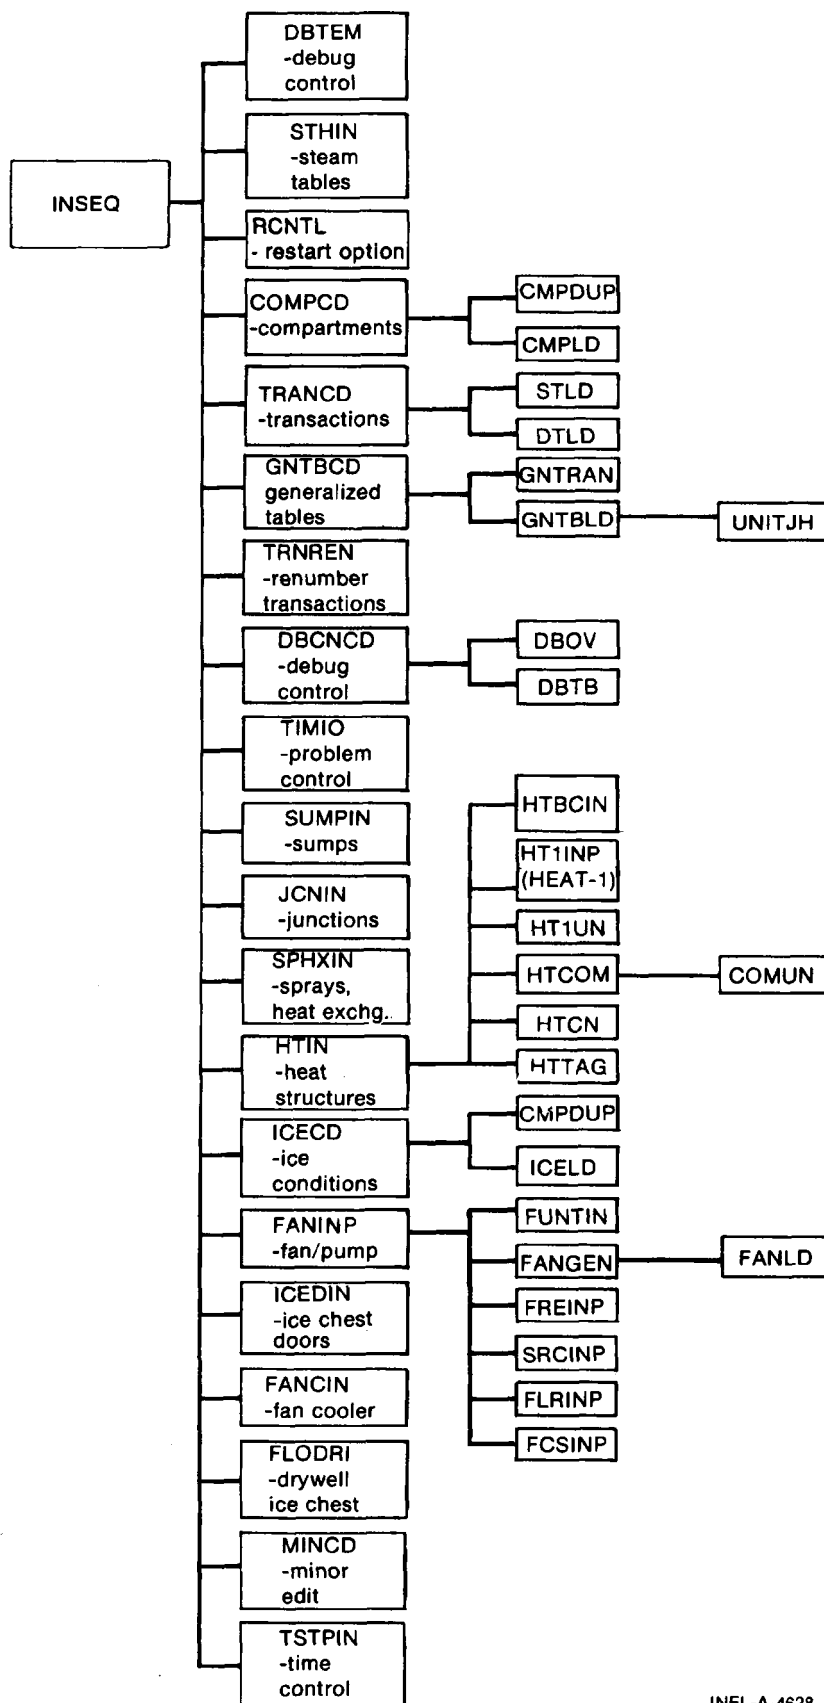 DBTEM
-debug
control
STHIN
-steam
tables
INSEQ
RCNTL
- restart option
COMPCD
-compartments
CMPDUP
CMPLD
TRANCD
-transactions
STLD
DTLD
GNTBCD
generalized
tables
GNTRAN
GNTBLD
UNITJH
TRNREN
-renumber
transactions
DBCNCD
-debug
control
DBOV
DBTB
TIMIO
-problem
control
SUMPIN
-sumps
JCNIN
-junctions
SPHXIN
-sprays,
heat exchg..
HTIN
-heat
structures
HTBCIN
HT1INP
(HEAT-1)
HT1UN
HTCOM
COMUN
HTCN
HTTAG
ICECD
-ice
conditions
CMPDUP
ICELD
FANINP
-fan/pump
FUNTIN
FANGEN
FANLD
FREINP
SRCINP
FLRINP
FCSINP
ICEDIN
-ice chest
doors
FANCIN
-fan cooler
FLODRI
-drywell
ice chest
MINCD
-minor
edit
TSTPIN
-time
control